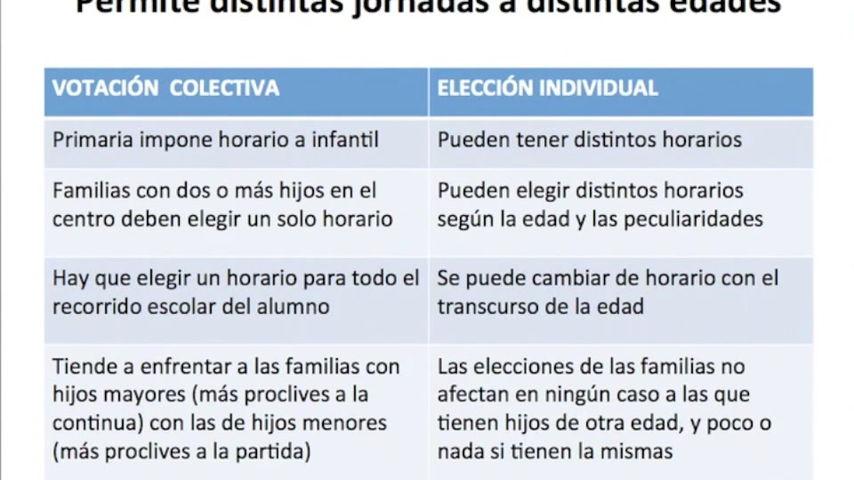 Permite distintas jornadas a distintas edades
VOTACIÓN COLECTIVA
ELECCIÓN INDIVIDUAL
Primaria impone horario a infantil
Pueden tener distintos horarios
Familias con dos o más hijos en el
centro deben elegir un solo horario
Pueden elegir distintos horarios
según la edad y las peculiaridades
Hay que elegir un horario para todo el
recorrido escolar del alumno
Se puede cambiar de horario con el
transcurso de la edad
Tiende a enfrentar a las familias con
hijos mayores (más proclives a la
continua) con las de hijos menores
(más proclives a la partida)
Las elecciones de las familias no
afectan en ningún caso a las que
tienen hijos de otra edad, y poco o
nada si tienen la mismas